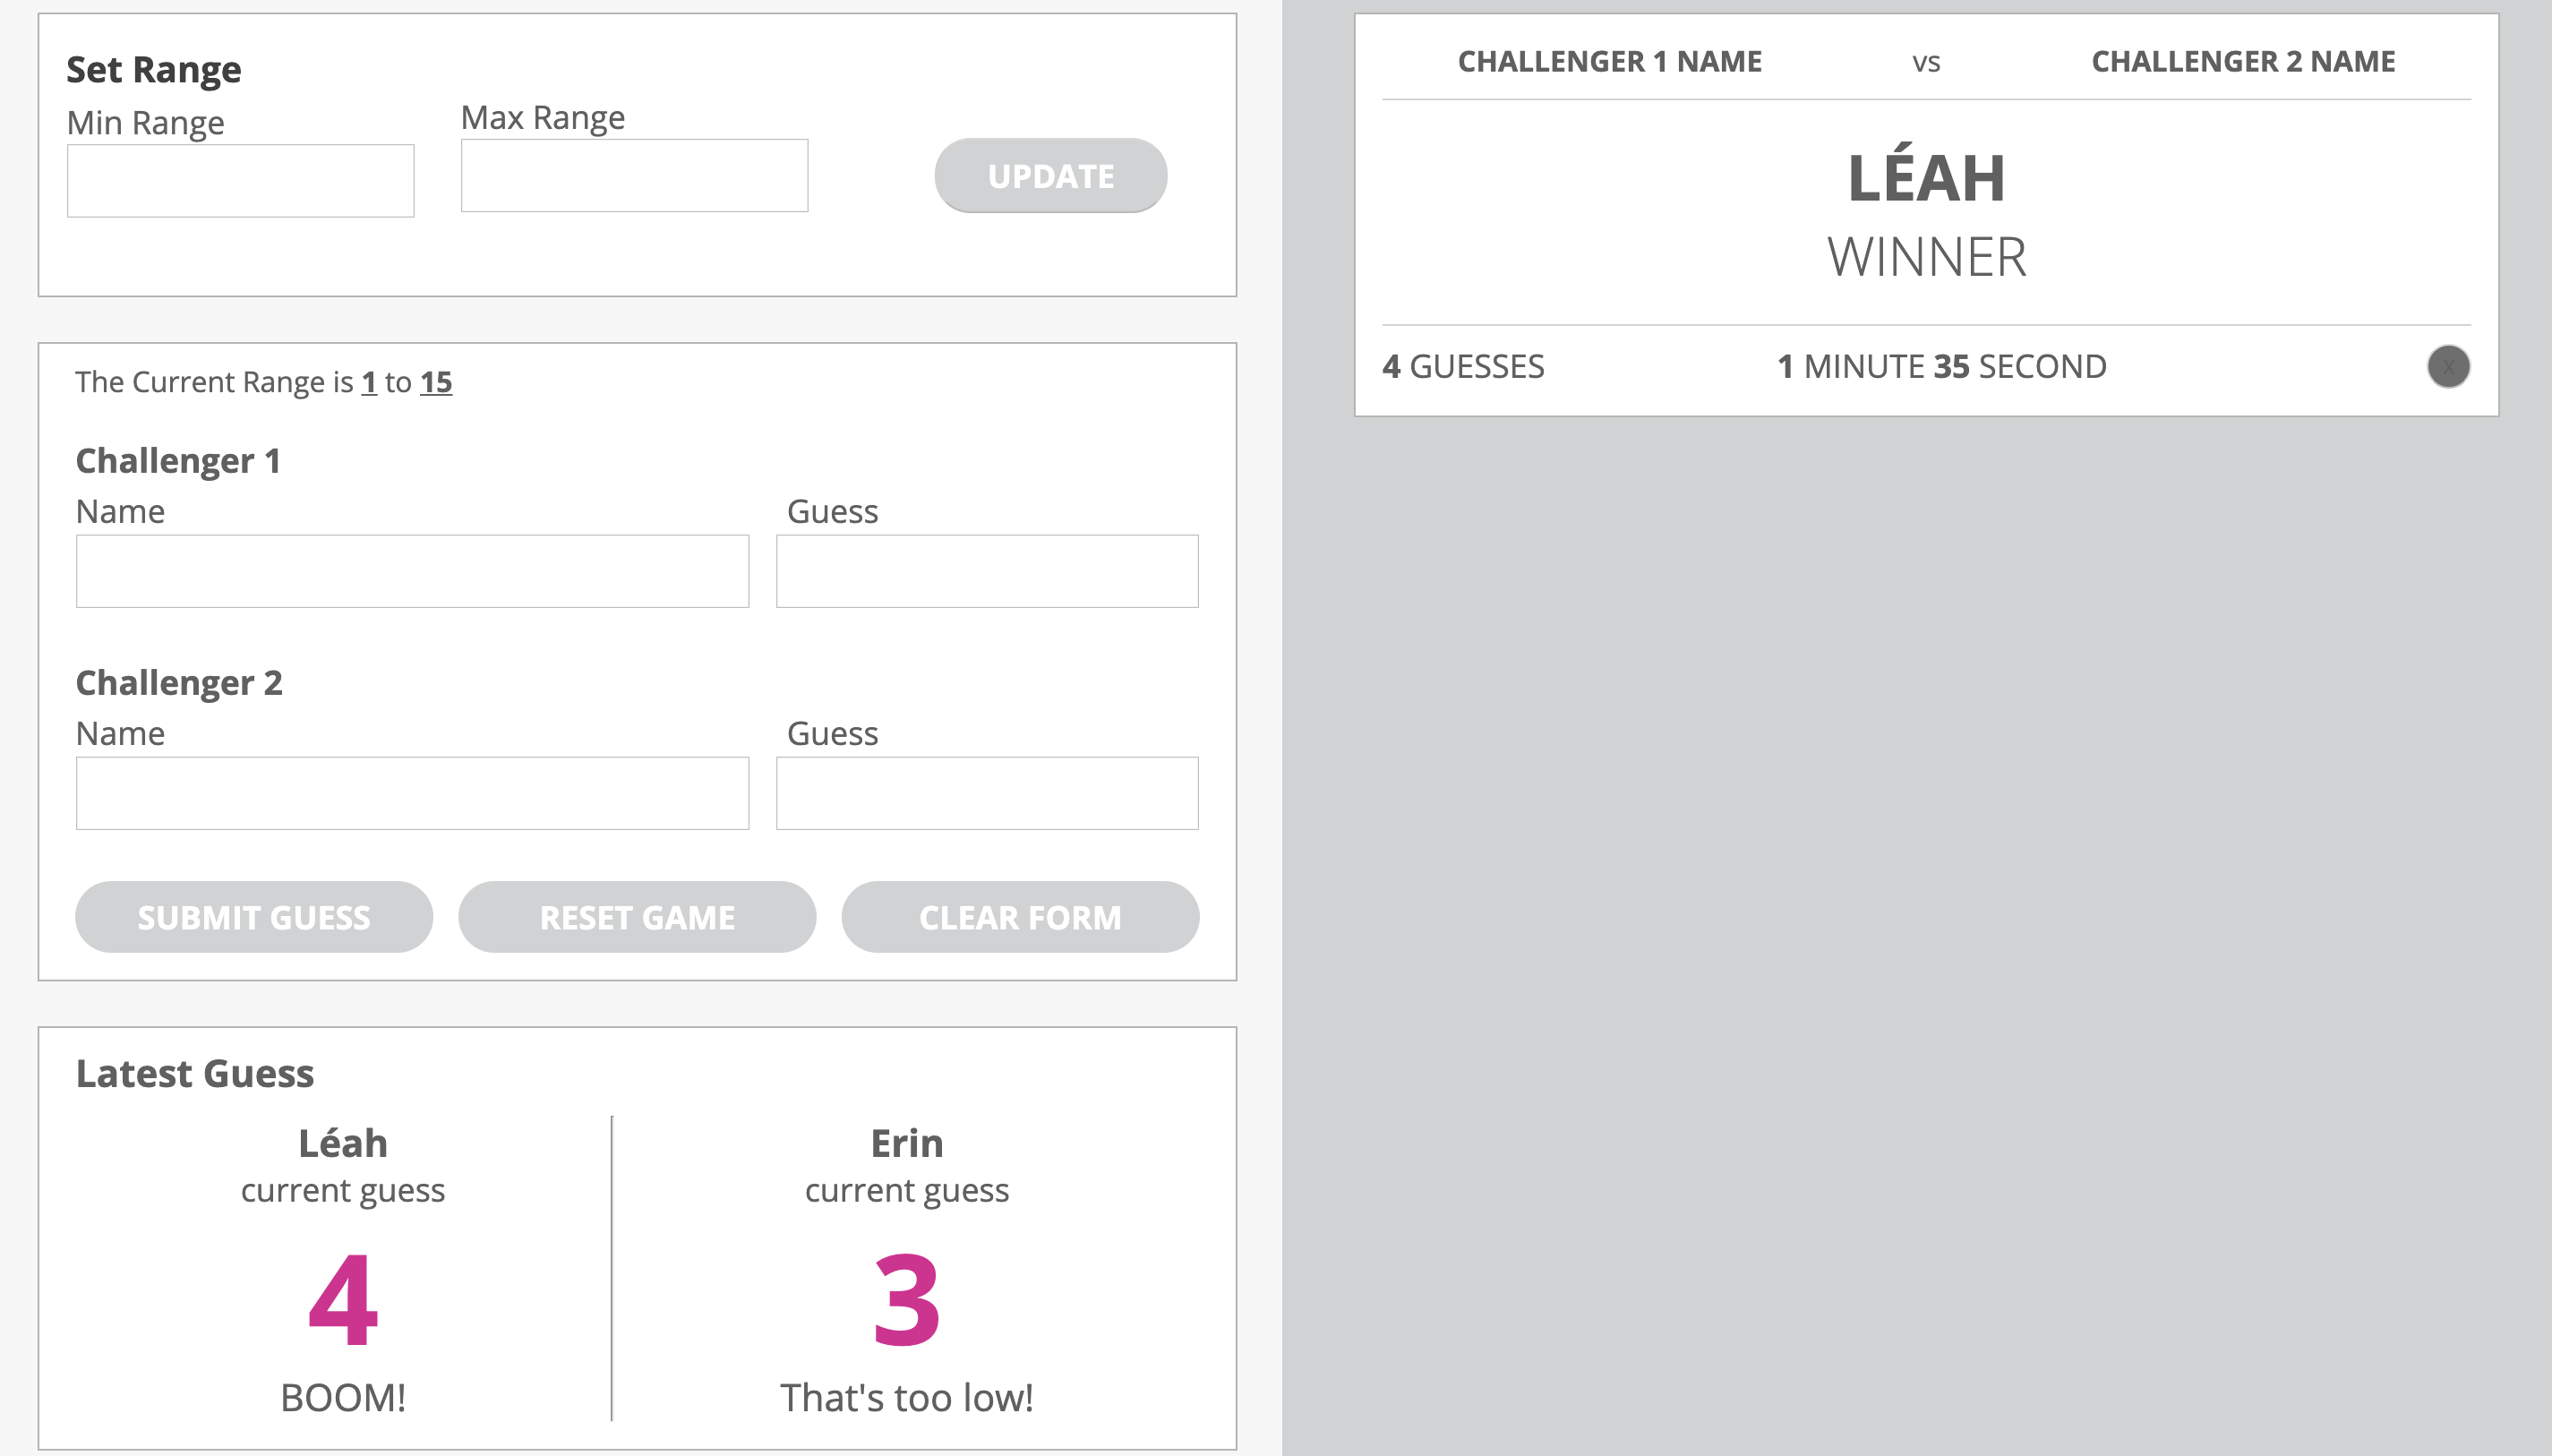 Set Range
Min Range
Max Range
UPDATE
The Current Range is 1 to 15
Challenger 1
Name
Guess
Challenger 2
Name
Guess
SUBMIT GUESS
RESET GAME
CLEAR FORM
Latest Guess
Léah
current guess
4
BOOM!
Erin
current guess
3
That's too low!
CHALLENGER 1 NAME vs CHALLENGER 2 NAME
LÉAH
WINNER
4 GUESSES
1 MINUTE 35 SECOND
X